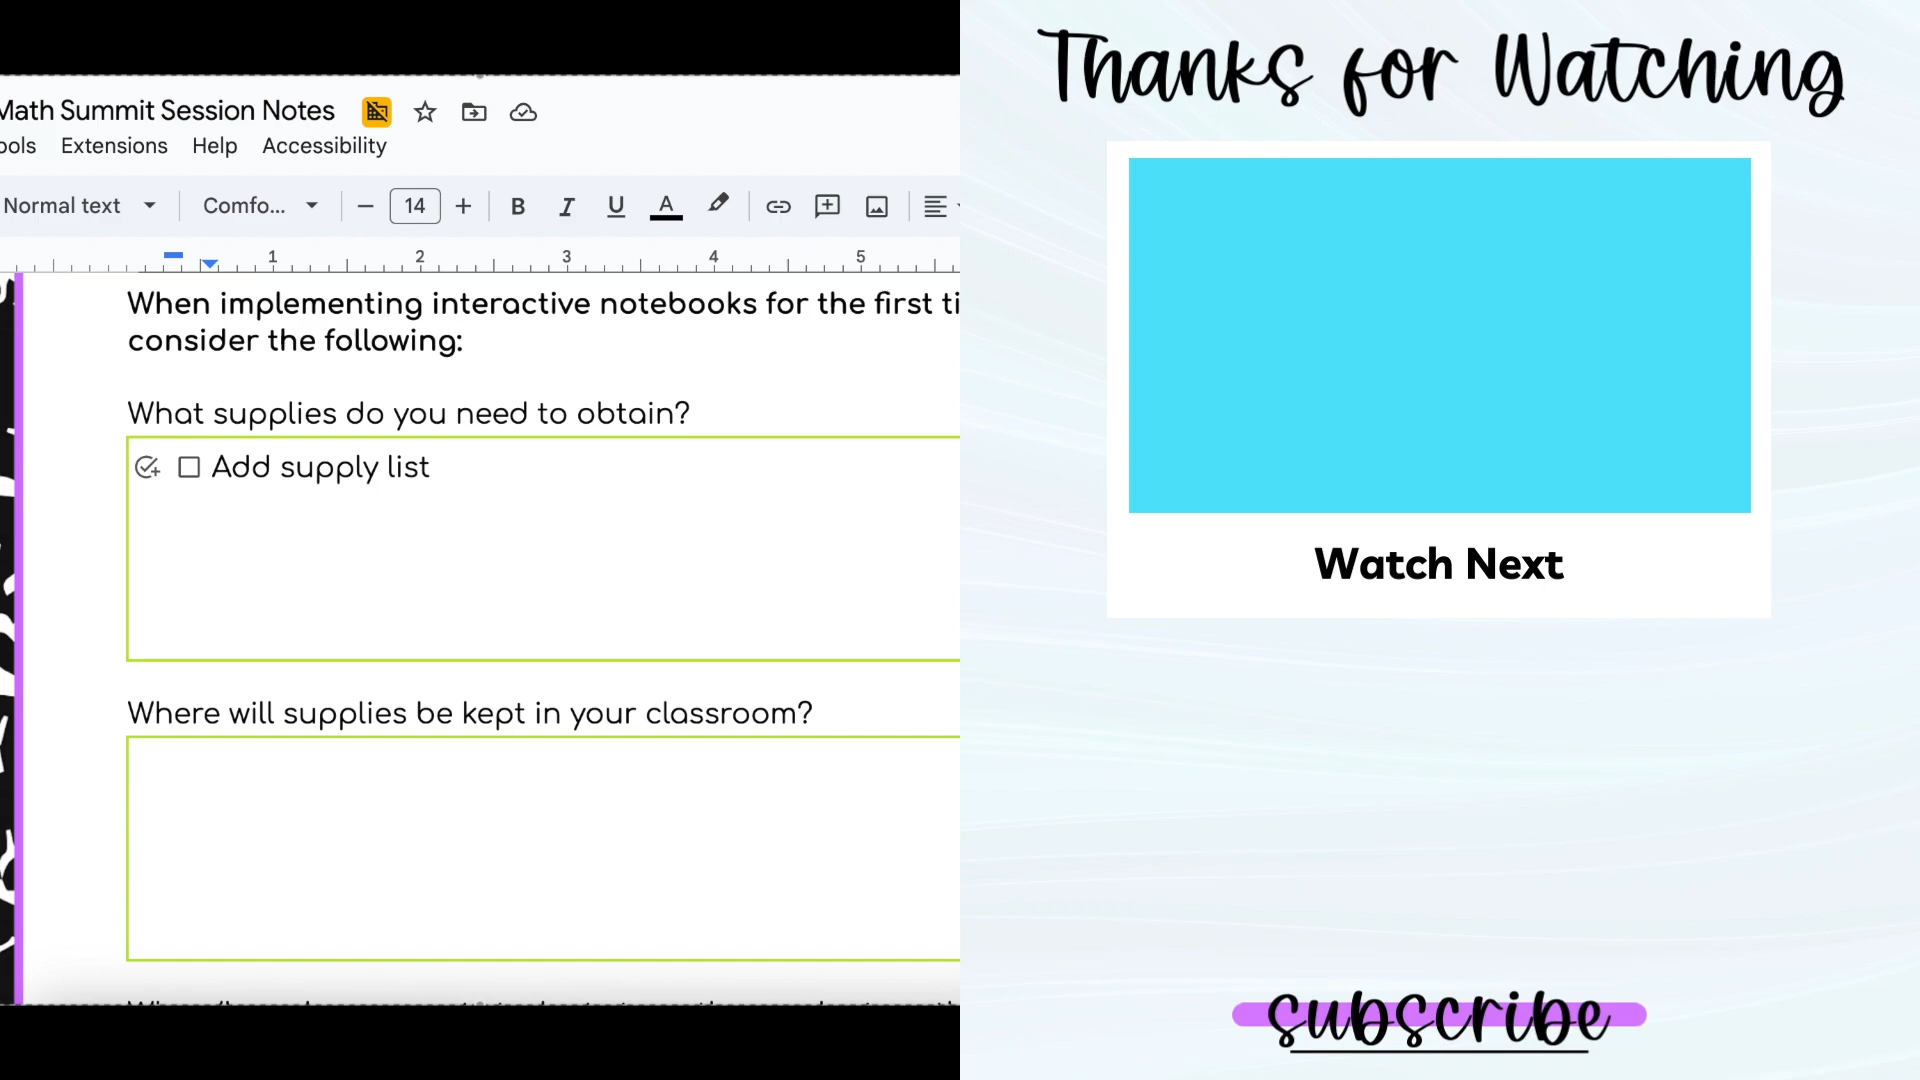 Math Summit Session Notes
ools Extensions Help Accessibility
Normal text Comfo... − 14 + B I U A
1 2 3 4 5
When implementing interactive notebooks for the first ti
consider the following:
What supplies do you need to obtain?
Add supply list
Where will supplies be kept in your classroom?
Thanks for Watching
Watch Next
subscribe